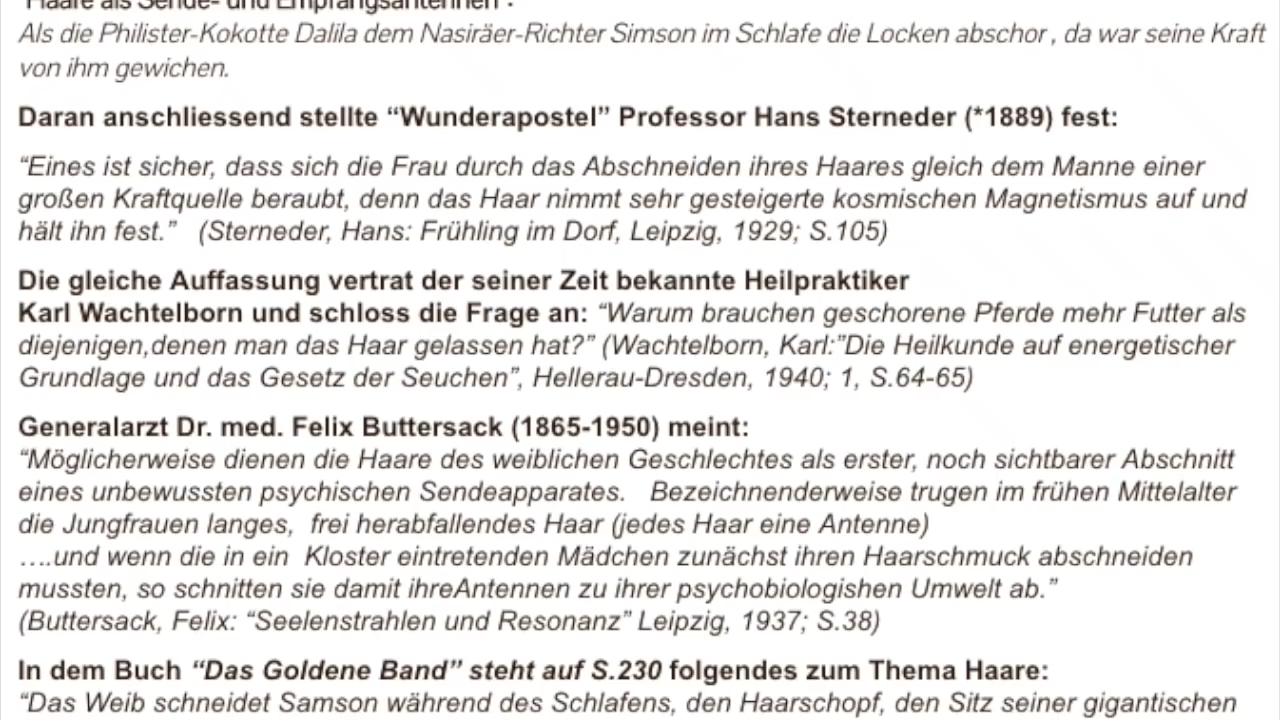 "Haare als Sende- und Empfangsantennen":
Als die Philister-Kokotte Dalila dem Nasiräer-Richter Simson im Schlafe die Locken abschor , da war seine Kraft
von ihm gewichen.
Daran anschliessend stellte “Wunderapostel” Professor Hans Sterneder (*1889) fest:
“Eines ist sicher, dass sich die Frau durch das Abschneiden ihres Haares gleich dem Manne einer
großen Kraftquelle beraubt, denn das Haar nimmt sehr gesteigerte kosmischen Magnetismus auf und
hält ihn fest.” (Sterneder, Hans: Frühling im Dorf, Leipzig, 1929; S.105)
Die gleiche Auffassung vertrat der seiner Zeit bekannte Heilpraktiker
Karl Wachtelborn und schloss die Frage an: “Warum brauchen geschorene Pferde mehr Futter als
diejenigen,denen man das Haar gelassen hat?” (Wachtelborn, Karl:”Die Heilkunde auf energetischer
Grundlage und das Gesetz der Seuchen”, Hellerau-Dresden, 1940; 1, S.64-65)
Generalarzt Dr. med. Felix Buttersack (1865-1950) meint:
“Möglicherweise dienen die Haare des weiblichen Geschlechtes als erster, noch sichtbarer Abschnitt
eines unbewussten psychischen Sendeapparates. Bezeichnenderweise trugen im frühen Mittelalter
die Jungfrauen langes, frei herabfallendes Haar (jedes Haar eine Antenne)
….und wenn die in ein Kloster eintretenden Mädchen zunächst ihren Haarschmuck abschneiden
mussten, so schnitten sie damit ihreAntennen zu ihrer psychobiologishen Umwelt ab.”
(Buttersack, Felix: “Seelenstrahlen und Resonanz” Leipzig, 1937; S.38)
In dem Buch “Das Goldene Band” steht auf S.230 folgendes zum Thema Haare:
“Das Weib schneidet Samson während des Schlafens, den Haarschopf, den Sitz seiner gigantischen